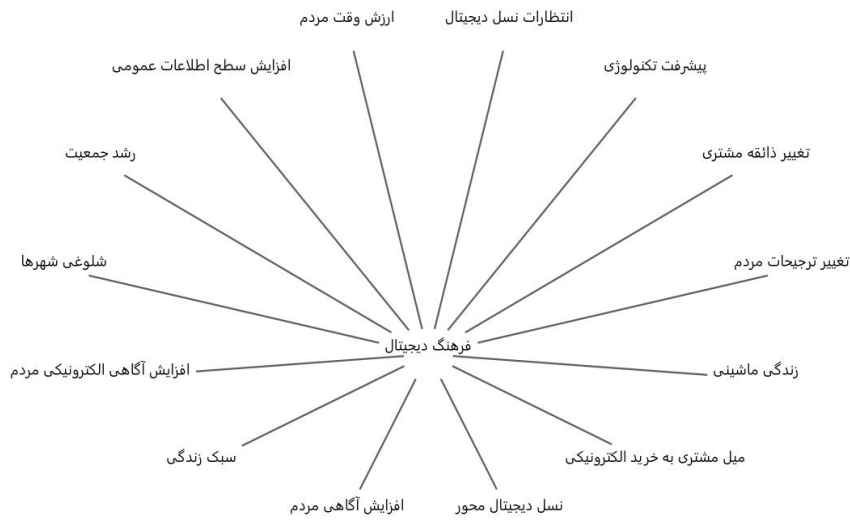 انتظارات نسل دیجیتال
ارزش وقت مردم
پیشرفت تکنولوژی
افزایش سطح اطلاعات عمومی
تغییر ذائقه مشتری
رشد جمعیت
تغییر ترجیحات مردم
شلوغی شهرها
فرهنگ دیجیتال
زندگی ماشینی
افزایش آگاهی الکترونیکی مردم
میل مشتری به خرید الکترونیکی
سبک زندگی
نسل دیجیتال محور
افزایش آگاهی مردم